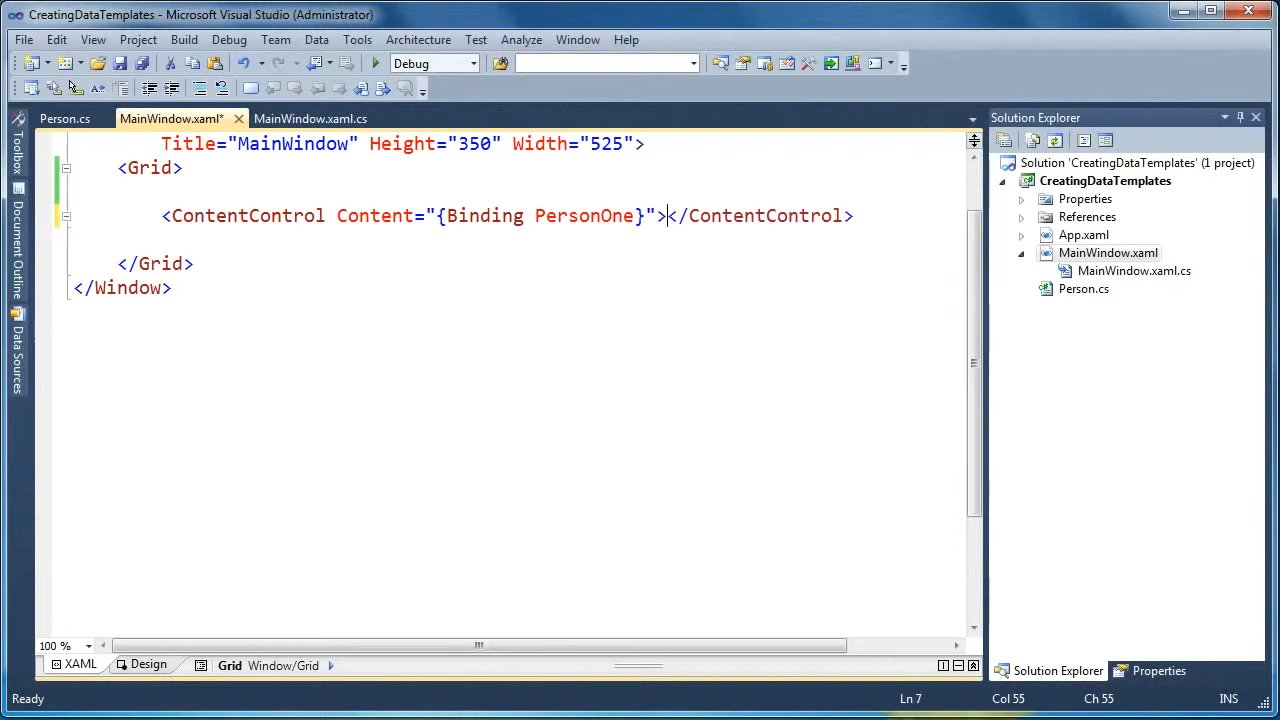 CreatingDataTemplates - Microsoft Visual Studio (Administrator)
File Edit View Project Build Debug Team Data Tools Architecture Test Analyze Window Help
Debug
Person.cs MainWindow.xaml* MainWindow.xaml.cs
Title="MainWindow" Height="350" Width="525">
<Grid>
<ContentControl Content="{Binding PersonOne}"></ContentControl>
</Grid>
</Window>
100 %
XAML Design Grid Window/Grid
Ready Ln 7 Col 55 Ch 55 INS
Toolbox
Document Outline
Data Sources
Solution Explorer
Solution 'CreatingDataTemplates' (1 project)
CreatingDataTemplates
Properties
References
App.xaml
MainWindow.xaml
MainWindow.xaml.cs
Person.cs
Solution Explorer Properties